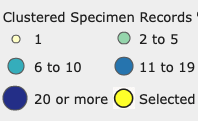 Clustered Specimen Records
1 2 to 5
6 to 10 11 to 19
20 or more Selected